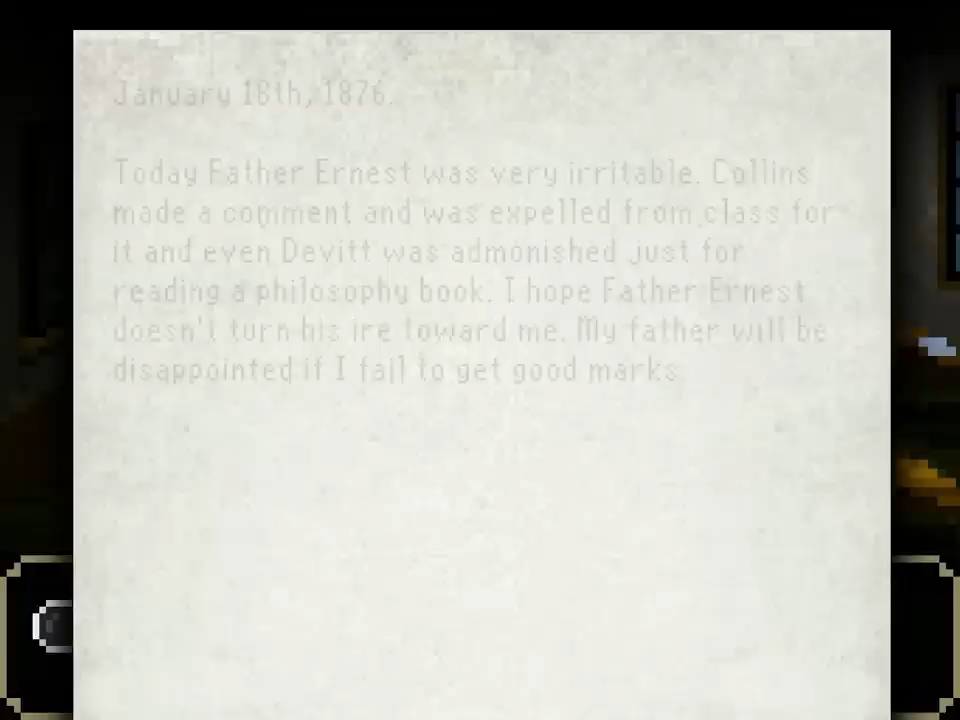 January 18th, 1876.
Today Father Ernest was very irritable. Collins
made a comment and was expelled from class for
it and even Devitt was admonished just for
reading a philosophy book. I hope Father Ernest
doesn't turn his ire toward me. My father will be
disappointed if I fail to get good marks.